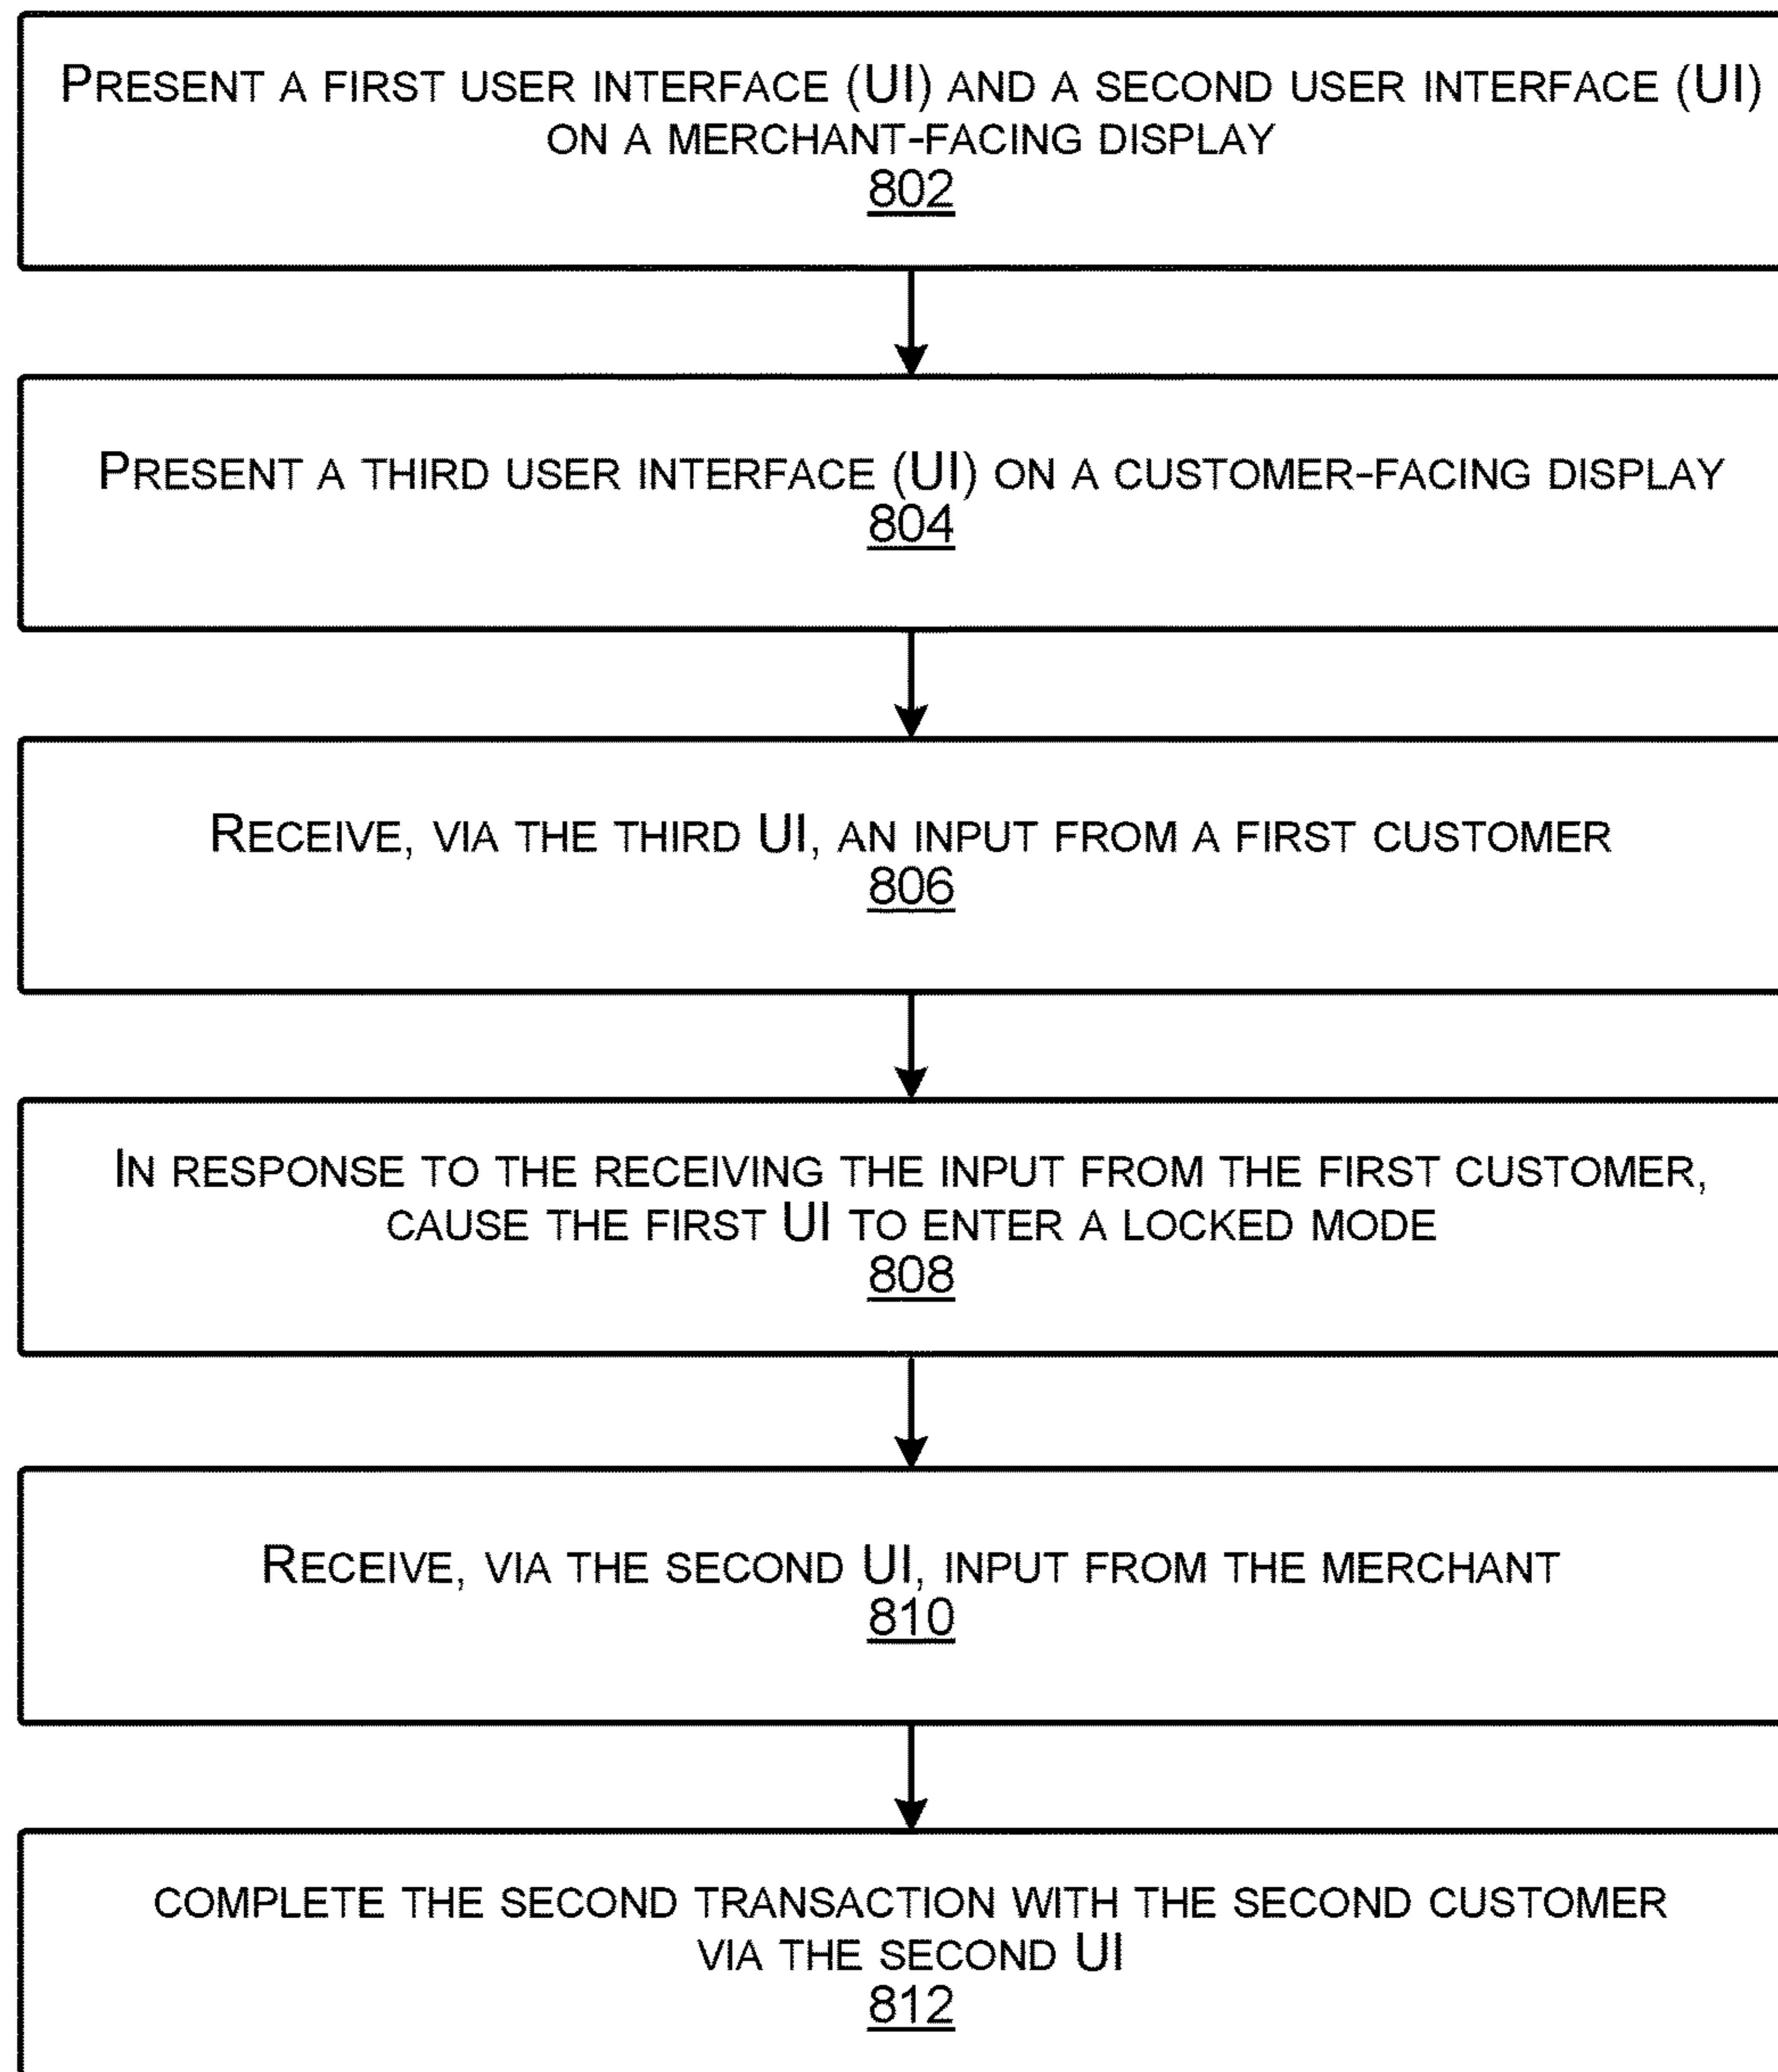 PRESENT A FIRST USER INTERFACE (UI) AND A SECOND USER INTERFACE (UI)
ON A MERCHANT-FACING DISPLAY
802
PRESENT A THIRD USER INTERFACE (UI) ON A CUSTOMER-FACING DISPLAY
804
RECEIVE, VIA THE THIRD UI, AN INPUT FROM A FIRST CUSTOMER
806
IN RESPONSE TO THE RECEIVING THE INPUT FROM THE FIRST CUSTOMER,
CAUSE THE FIRST UI TO ENTER A LOCKED MODE
808
RECEIVE, VIA THE SECOND UI, INPUT FROM THE MERCHANT
810
COMPLETE THE SECOND TRANSACTION WITH THE SECOND CUSTOMER
VIA THE SECOND UI
812